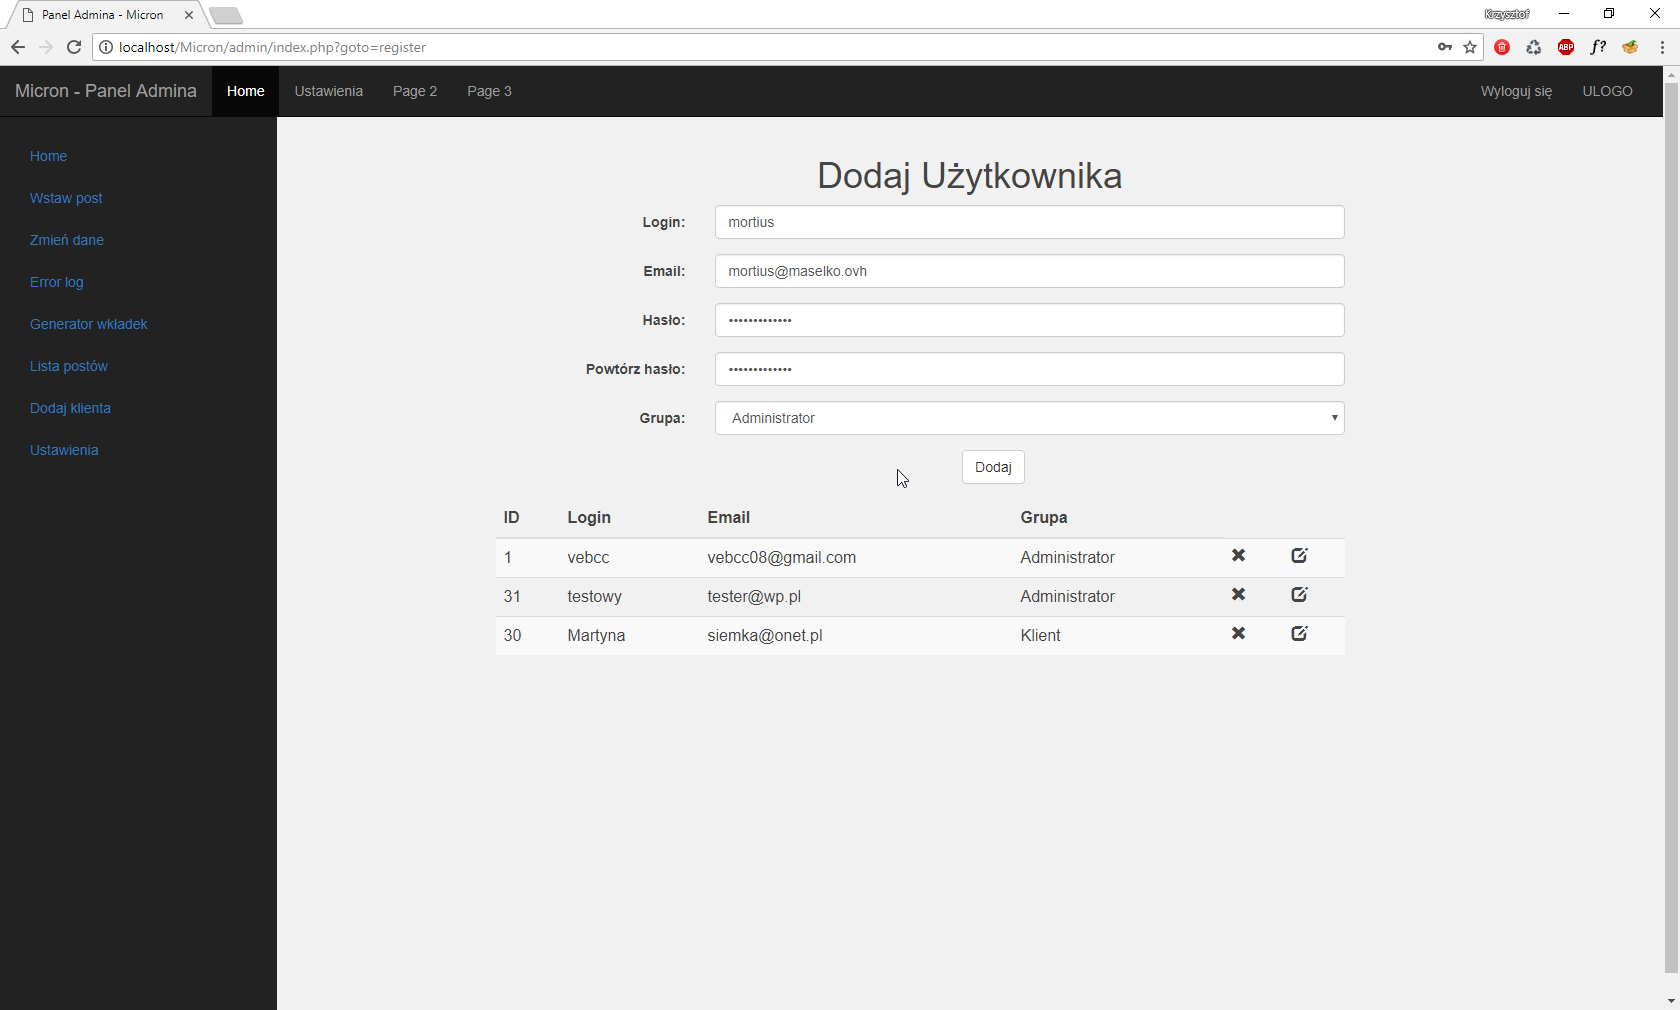 Panel Admina - Micron
Krzysztof
localhost/Micron/admin/index.php?goto=register
ABP
f?
Micron - Panel Admina Home Ustawienia Page 2 Page 3 Wyloguj się ULOGO
Home
Wstaw post
Zmień dane
Error log
Generator wkładek
Lista postów
Dodaj klienta
Ustawienia
Dodaj Użytkownika
Login: mortius
Email: mortius@maselko.ovh
Hasło: •••••••••••••
Powtórz hasło: •••••••••••••
Grupa: Administrator
Dodaj
ID Login Email Grupa
1 vebcc vebcc08@gmail.com Administrator
31 testowy tester@wp.pl Administrator
30 Martyna siemka@onet.pl Klient